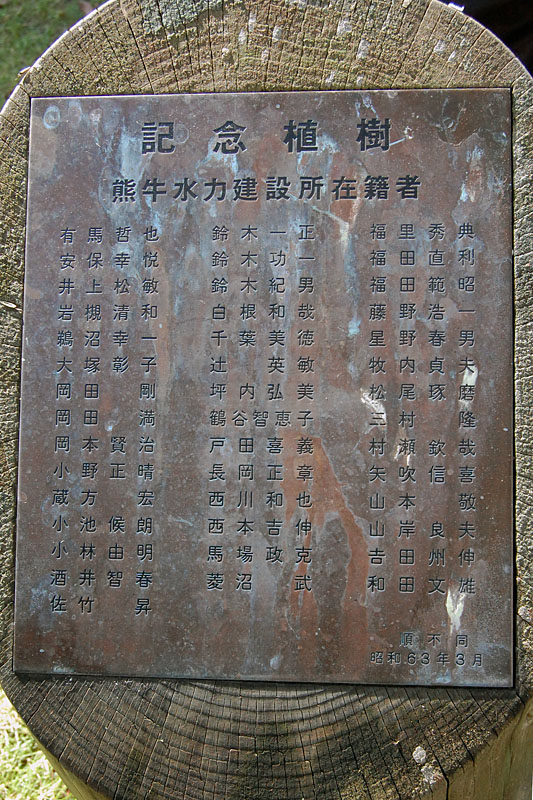 記念植樹
熊牛水力建設所在籍者
有馬哲也 鈴木一正 福里秀典
安保幸悦 鈴木功一 福田直利
井上松敏 鈴木紀男 福田範昭
岩槻清和 白根和哉 藤野浩一
鵜沼幸一 千葉美徳 星野春男
大塚彰子 辻 英敏 牧内貞夫
岡田 剛 坪内弘美 松尾琢磨
岡田 満 鶴谷智恵子 三村 隆
岡本賢治 戸田喜義 村瀬欽哉
小野正晴 長岡正章 矢吹信喜
蔵方 宏 西川和也 山本 敬
小池候朗 西本吉伸 山岸良夫
小林由明 馬場政克 吉田州伸
酒井智春 菱沼 武 和田文雄
佐竹 昇
順不同
昭和63年3月